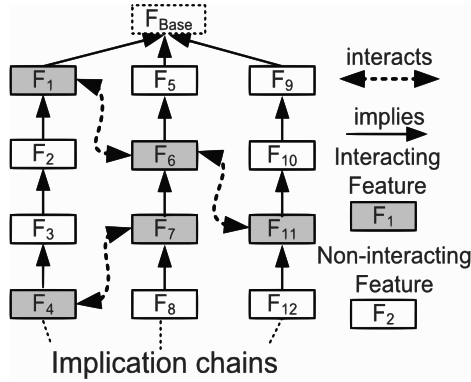 F_Base
interacts
F1 F5 F9
implies
F2 F6 F10
Interacting
Feature
F1
F3 F7 F11
Non-interacting
Feature
F4 F8 F12
F2
Implication chains